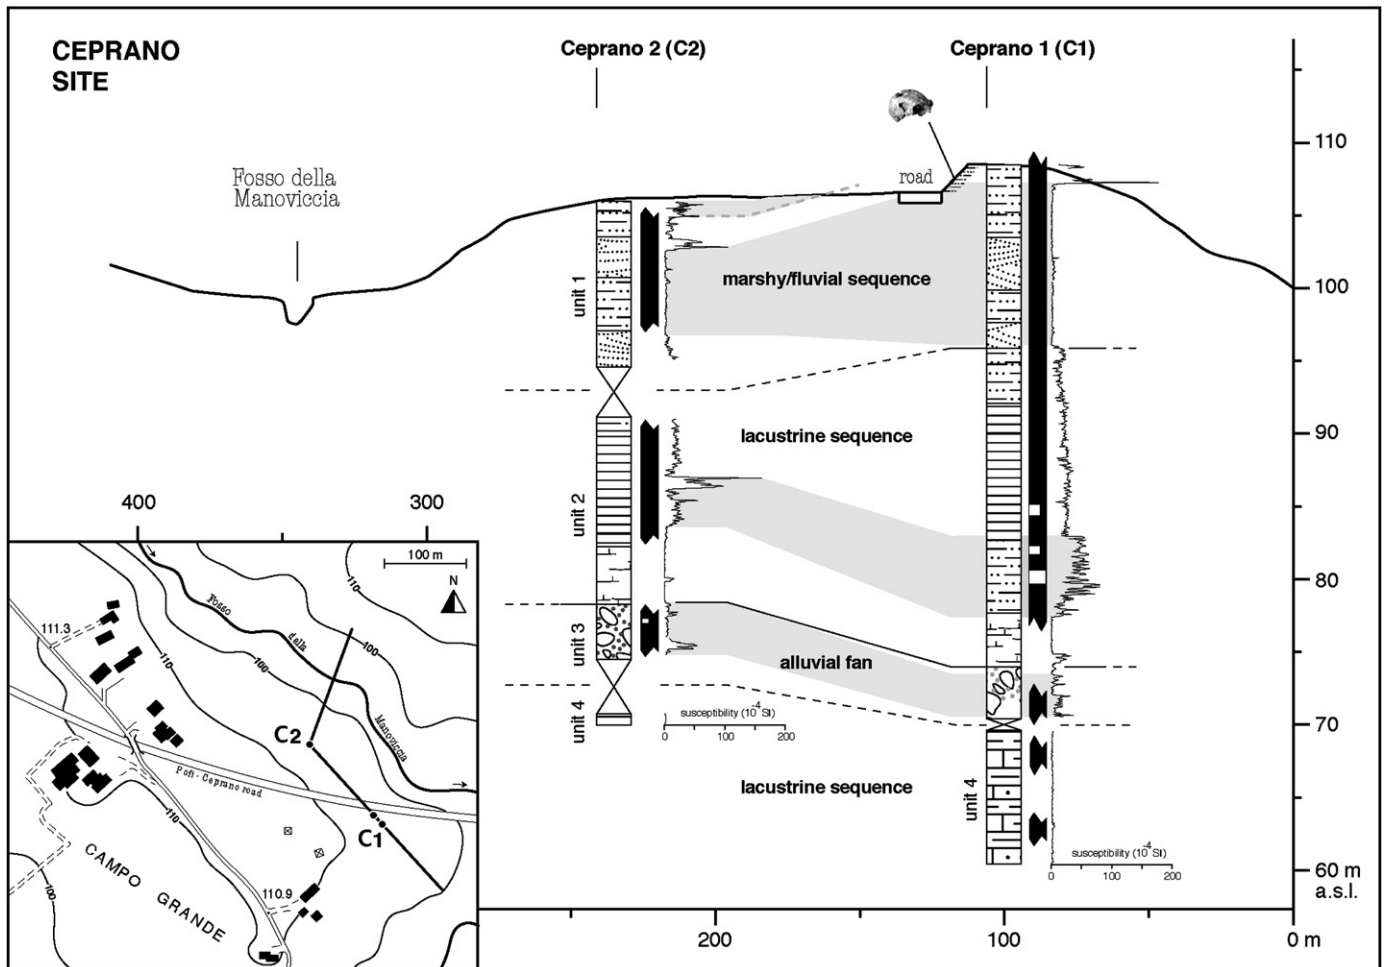 CEPRANO
SITE
Ceprano 2 (C2)
Ceprano 1 (C1)
Fosso della
Manoviccia
road
110
100
90
80
70
60 m
a.s.l.
unit 1
marshy/fluvial sequence
lacustrine sequence
unit 2
unit 3
alluvial fan
unit 4
susceptibility (10-4 SI)
0 100 200
lacustrine sequence
unit 4
susceptibility (10-4 SI)
0 100 200
400 300
200 100 0 m
100 m
N
110
111.3
Fosso
della
Manoviccia
100
100
110
C2
Pofi - Ceprano road
110
C1
CAMPO GRANDE
100
110.9